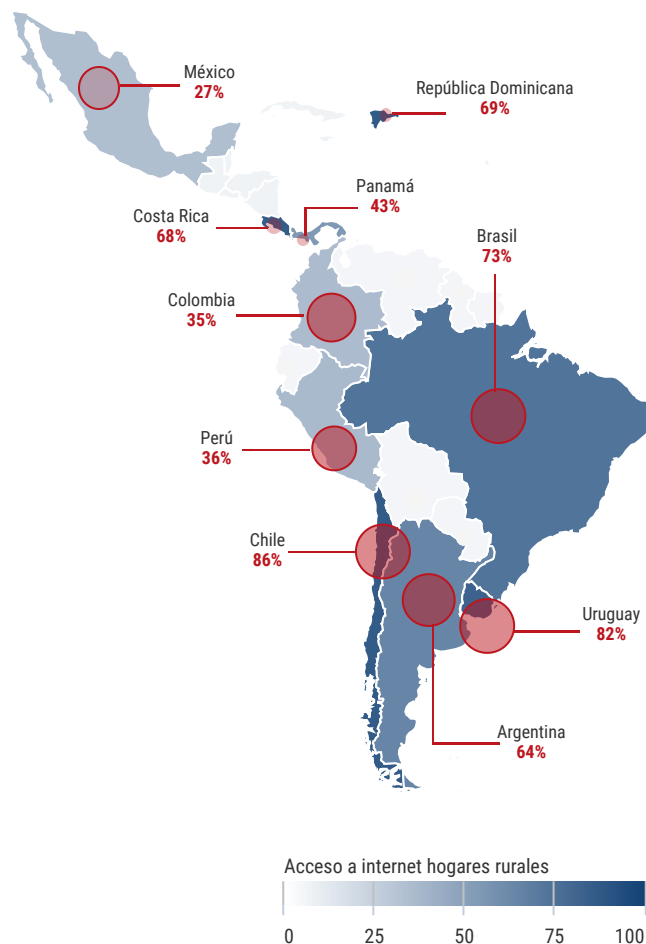 México
27%
República Dominicana
69%
Panamá
43%
Costa Rica
68%
Brasil
73%
Colombia
35%
Perú
36%
Chile
86%
Uruguay
82%
Argentina
64%
Acceso a internet hogares rurales
0 25 50 75 100